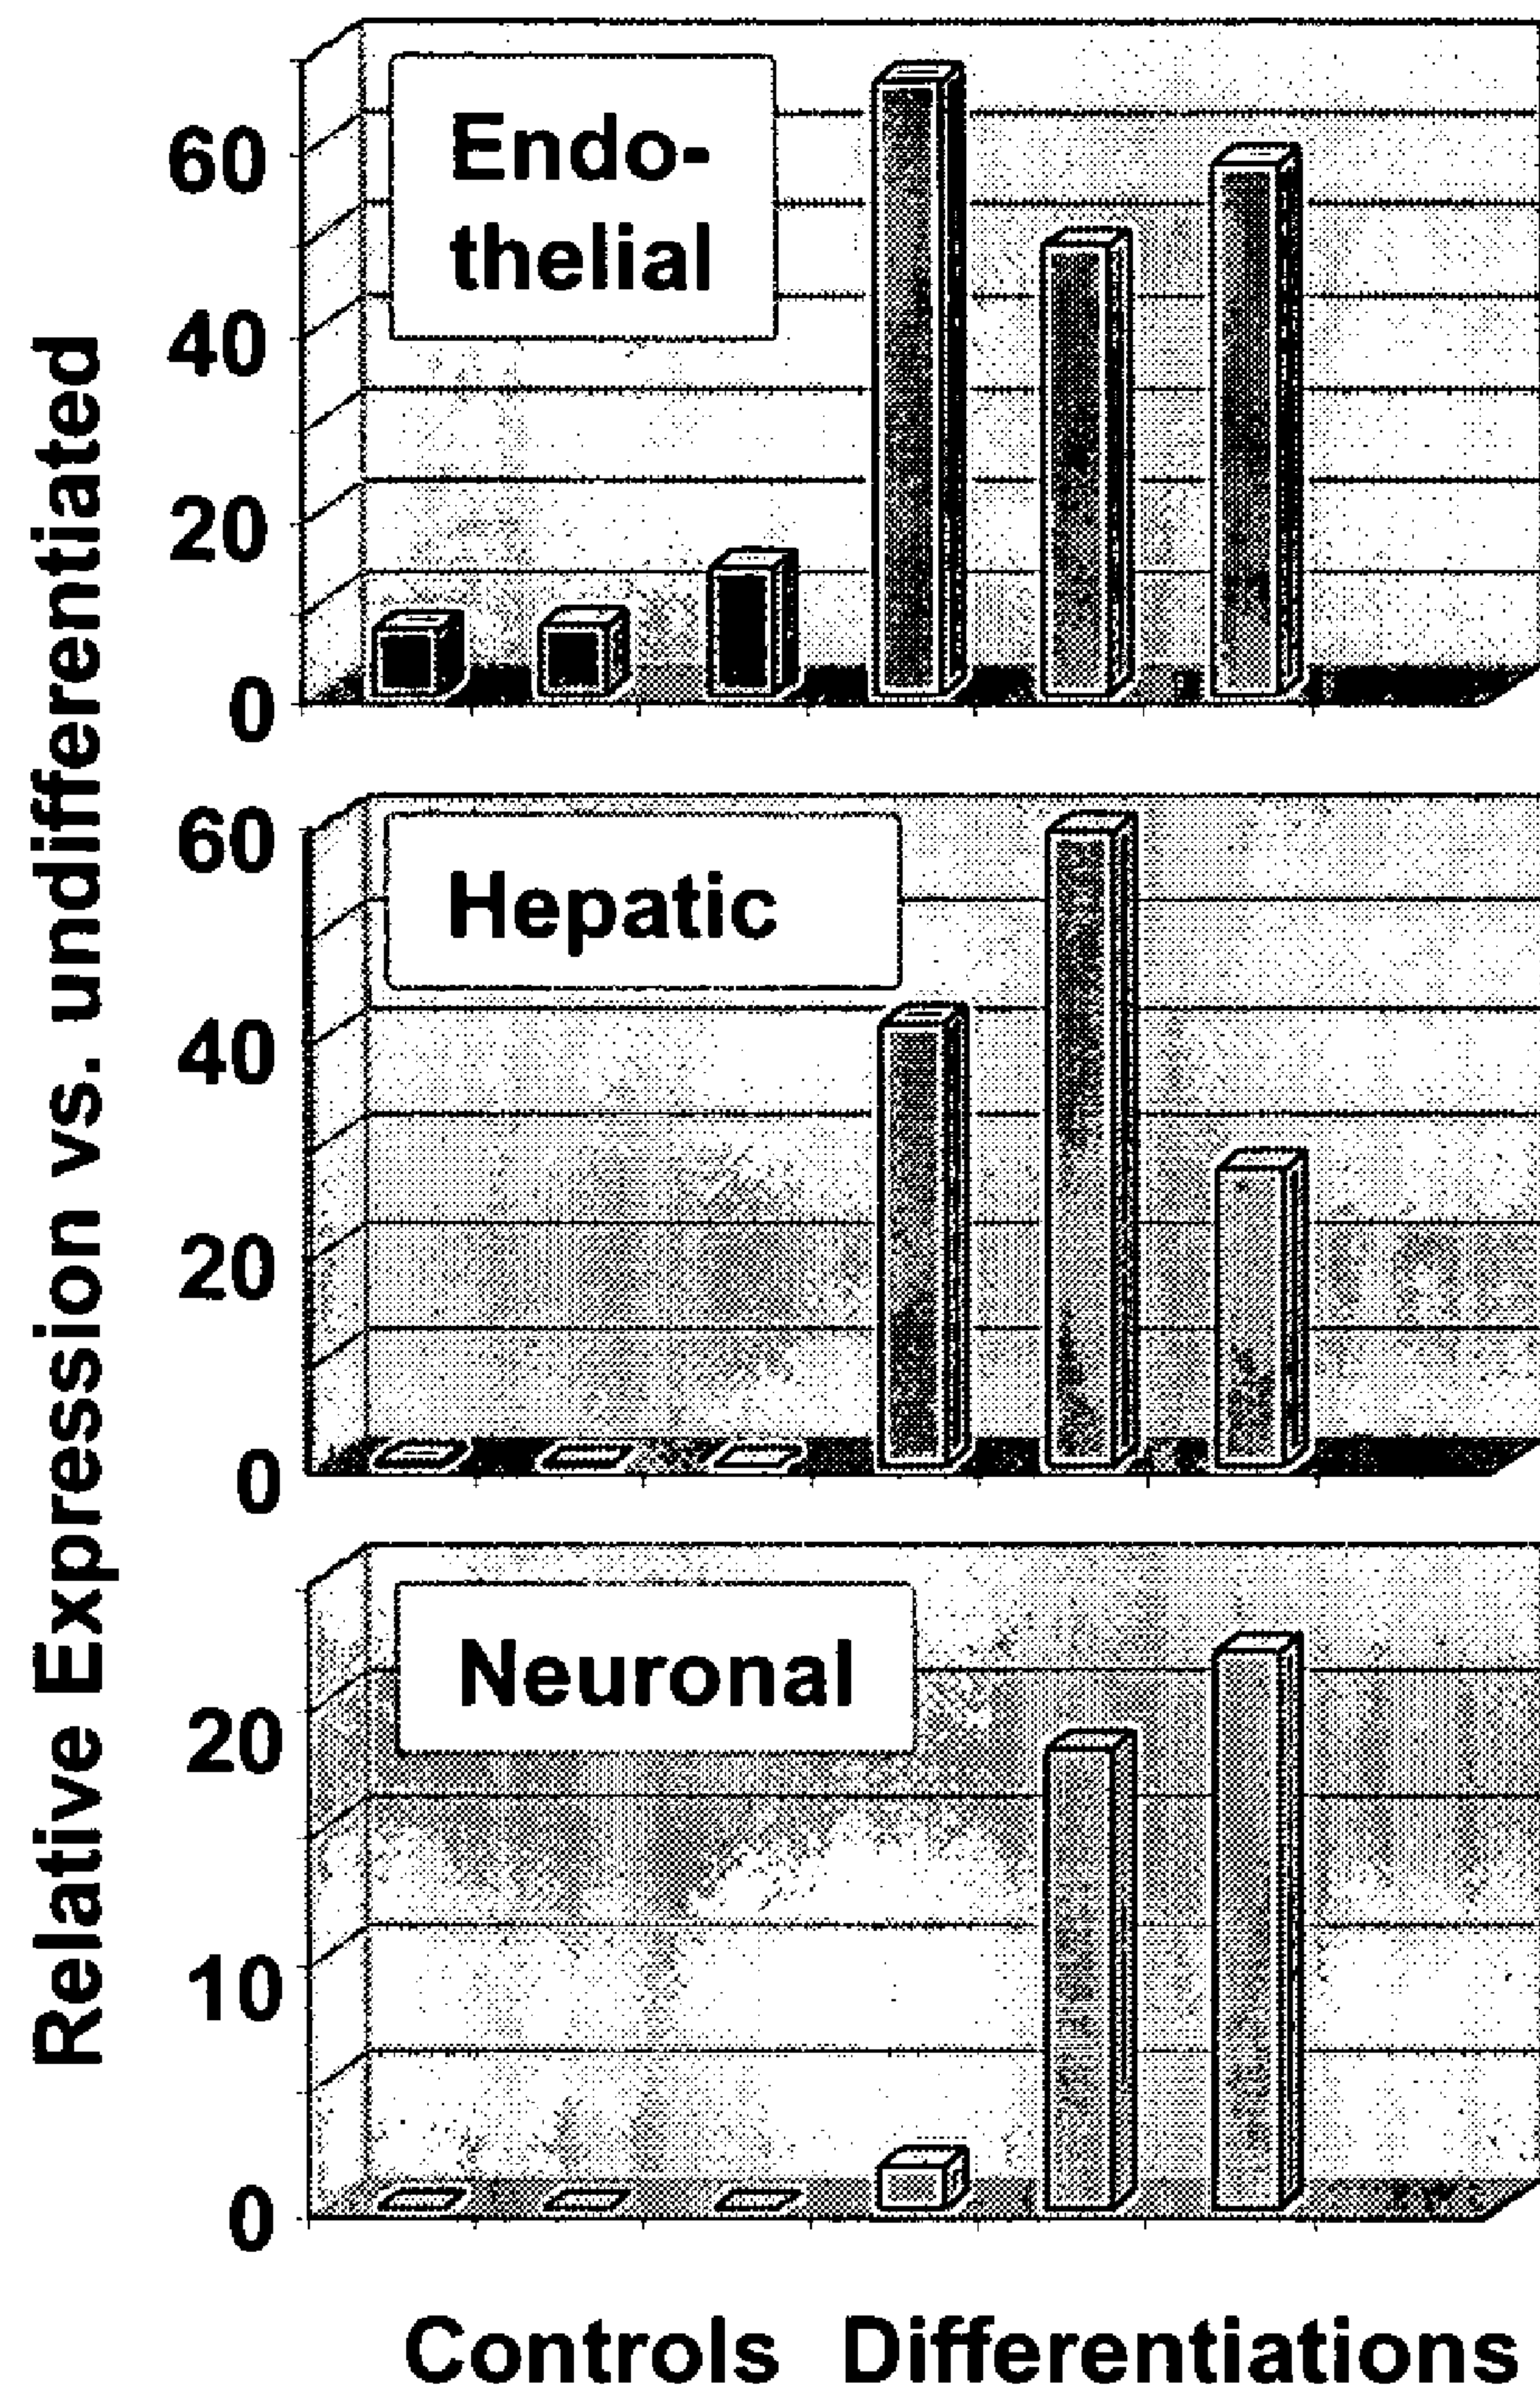 Relative Expression vs. undifferentiated
Endo-
thelial
60
40
20
0
Hepatic
60
40
20
0
Neuronal
20
10
0
Controls Differentiations